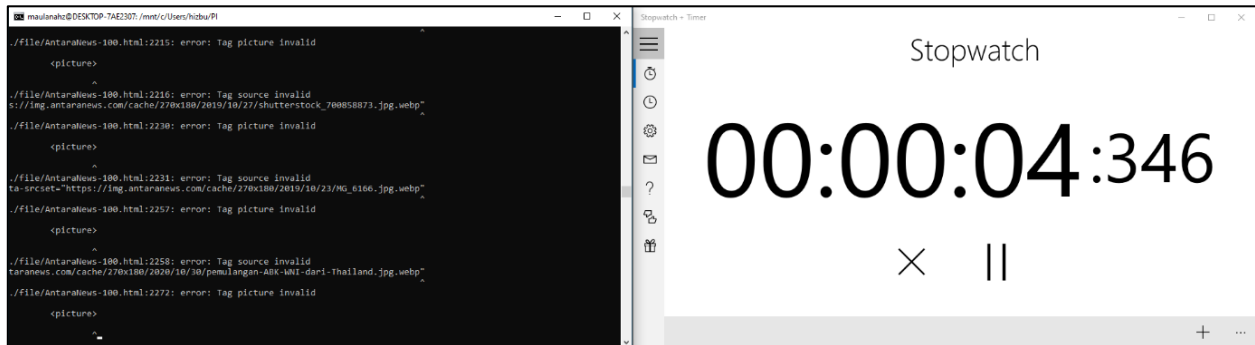 maulanahz@DESKTOP-7AE2307: /mnt/c/Users/hizbu/PI
^
./file/AntaraNews-100.html:2215: error: Tag picture invalid
<picture>
^
./file/AntaraNews-100.html:2216: error: Tag source invalid
s://img.antaranews.com/cache/270x180/2019/10/27/shutterstock_700858873.jpg.webp"
^
./file/AntaraNews-100.html:2230: error: Tag picture invalid
<picture>
^
./file/AntaraNews-100.html:2231: error: Tag source invalid
ta-srcset="https://img.antaranews.com/cache/270x180/2019/10/23/MG_6166.jpg.webp"
^
./file/AntaraNews-100.html:2257: error: Tag picture invalid
<picture>
^
./file/AntaraNews-100.html:2258: error: Tag source invalid
taranews.com/cache/270x180/2020/10/30/pemulangan-ABK-WNI-dari-Thailand.jpg.webp"
^
./file/AntaraNews-100.html:2272: error: Tag picture invalid
<picture>
^
Stopwatch + Timer
Stopwatch
00:00:04:346